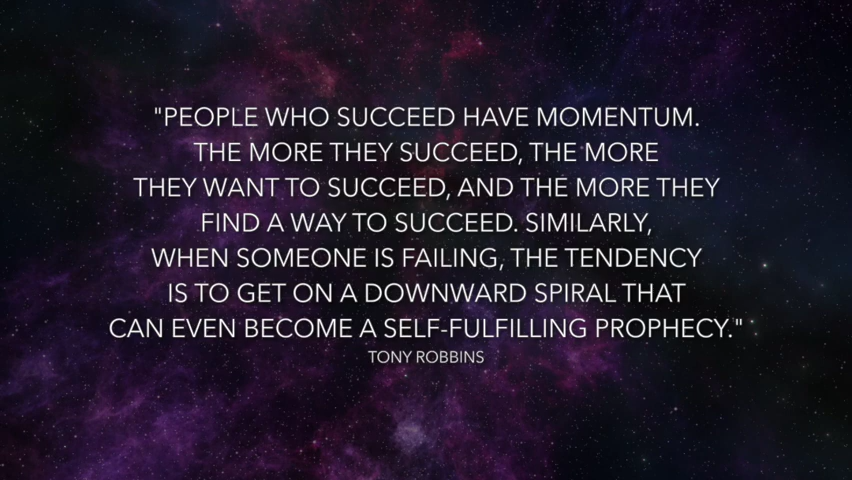 "PEOPLE WHO SUCCEED HAVE MOMENTUM.
THE MORE THEY SUCCEED, THE MORE
THEY WANT TO SUCCEED, AND THE MORE THEY
FIND A WAY TO SUCCEED. SIMILARLY,
WHEN SOMEONE IS FAILING, THE TENDENCY
IS TO GET ON A DOWNWARD SPIRAL THAT
CAN EVEN BECOME A SELF-FULFILLING PROPHECY."
TONY ROBBINS